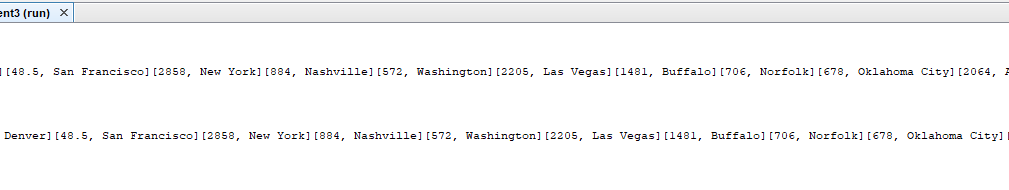 ent3 (run) ×
][48.5, San Francisco][2858, New York][884, Nashville][572, Washington][2205, Las Vegas][1481, Buffalo][706, Norfolk][678, Oklahoma City][2064,
Denver][48.5, San Francisco][2858, New York][884, Nashville][572, Washington][2205, Las Vegas][1481, Buffalo][706, Norfolk][678, Oklahoma City][